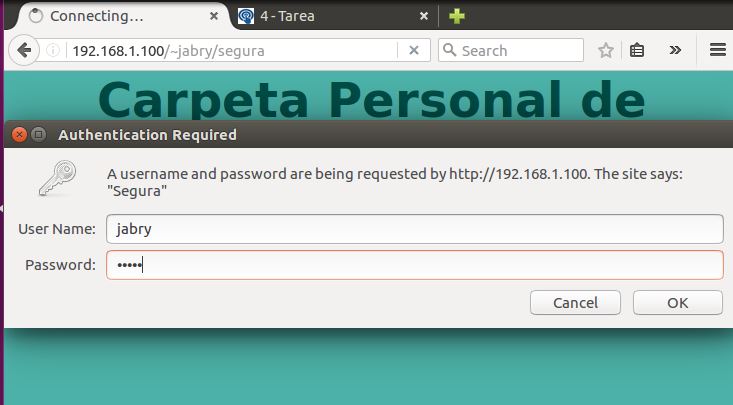 Connecting…
4 - Tarea
192.168.1.100/~jabry/segura
Search
Carpeta Personal de
Authentication Required
A username and password are being requested by http://192.168.1.100. The site says:
"Segura"
User Name: jabry
Password: •••••
Cancel OK